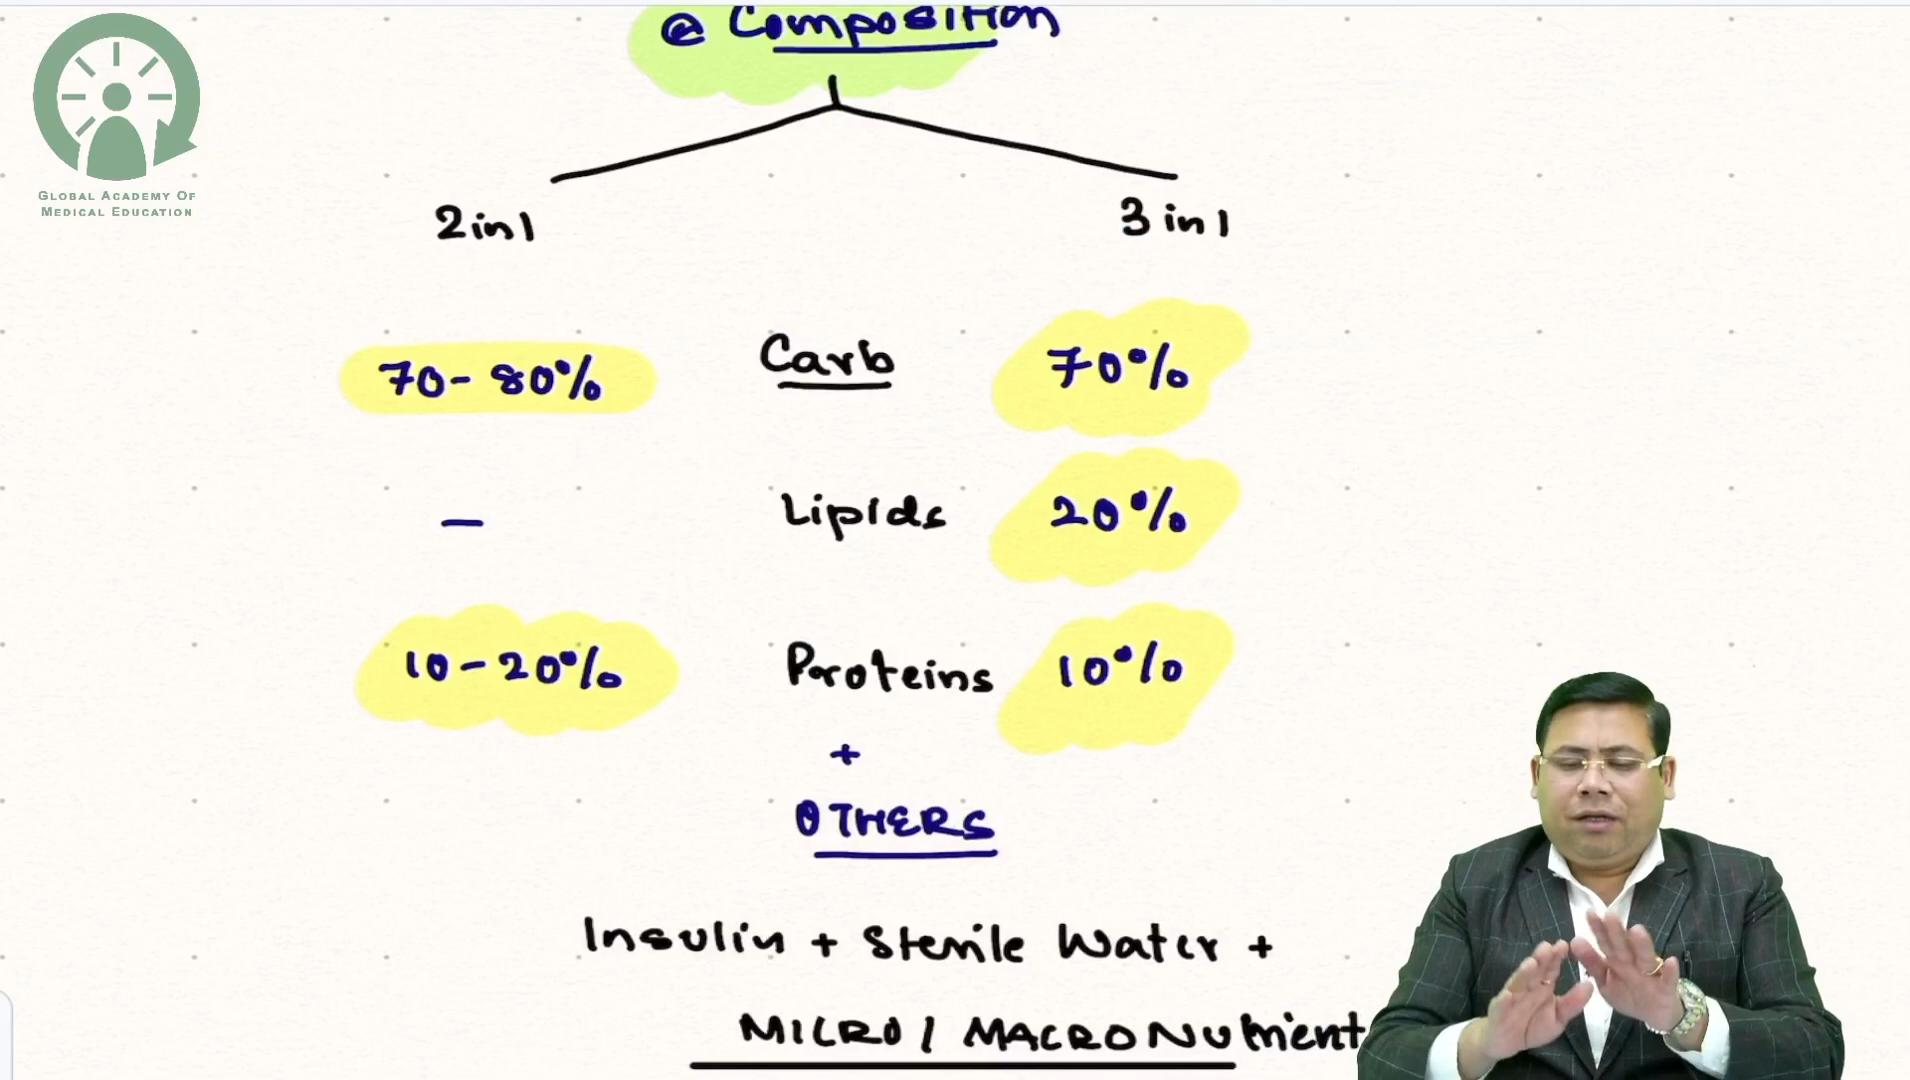 @ Composition
GLOBAL ACADEMY OF
MEDICAL EDUCATION
2in1
3 in 1
70-80% Carb 70%
- Lipids 20%
10-20% Proteins 10%
+
OTHERS
Insulin + Sterile Water +
MICRO / MACRONutrient